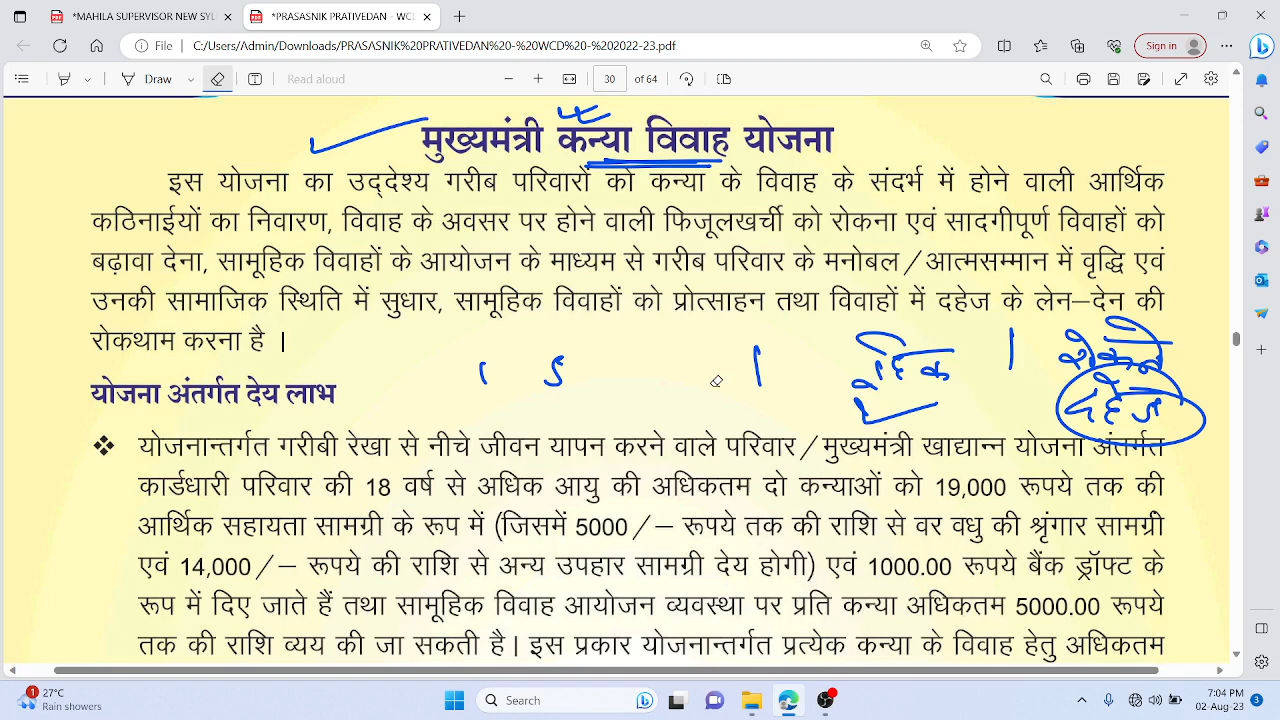 *MAHILA SUPERVISOR NEW SYL
*PRASASNIK PRATIVEDAN - WCD
File C:/Users/Admin/Downloads/PRASASNIK%20PRATIVEDAN%20-%20WCD%20-%202022-23.pdf
Sign in
Draw
Read aloud
30 of 64
मुख्यमंत्री कन्या विवाह योजना
इस योजना का उद्देश्य गरीब परिवारों को कन्या के विवाह के संदर्भ में होने वाली आर्थिक
कठिनाईयों का निवारण, विवाह के अवसर पर होने वाली फिजूलखर्ची को रोकना एवं सादगीपूर्ण विवाहों को
बढ़ावा देना, सामूहिक विवाहों के आयोजन के माध्यम से गरीब परिवार के मनोबल/आत्मसम्मान में वृद्धि एवं
उनकी सामाजिक स्थिति में सुधार, सामूहिक विवाहों को प्रोत्साहन तथा विवाहों में दहेज के लेन–देन की
रोकथाम करना है ।
रोकने
दहेज
योजना अंतर्गत देय लाभ
❖ योजनान्तर्गत गरीबी रेखा से नीचे जीवन यापन करने वाले परिवार/मुख्यमंत्री खाद्यान्न योजना अंतर्गत
कार्डधारी परिवार की 18 वर्ष से अधिक आयु की अधिकतम दो कन्याओं को 19,000 रूपये तक की
आर्थिक सहायता सामग्री के रूप में (जिसमें 5000/– रूपये तक की राशि से वर वधु की श्रृंगार सामग्री
एवं 14,000/– रूपये की राशि से अन्य उपहार सामग्री देय होगी) एवं 1000.00 रूपये बैंक ड्रॉफ्ट के
रूप में दिए जाते हैं तथा सामूहिक विवाह आयोजन व्यवस्था पर प्रति कन्या अधिकतम 5000.00 रूपये
तक की राशि व्यय की जा सकती है। इस प्रकार योजनान्तर्गत प्रत्येक कन्या के विवाह हेतु अधिकतम
1
27°C
Rain showers
Search
7:04 PM
02-Aug-23
3